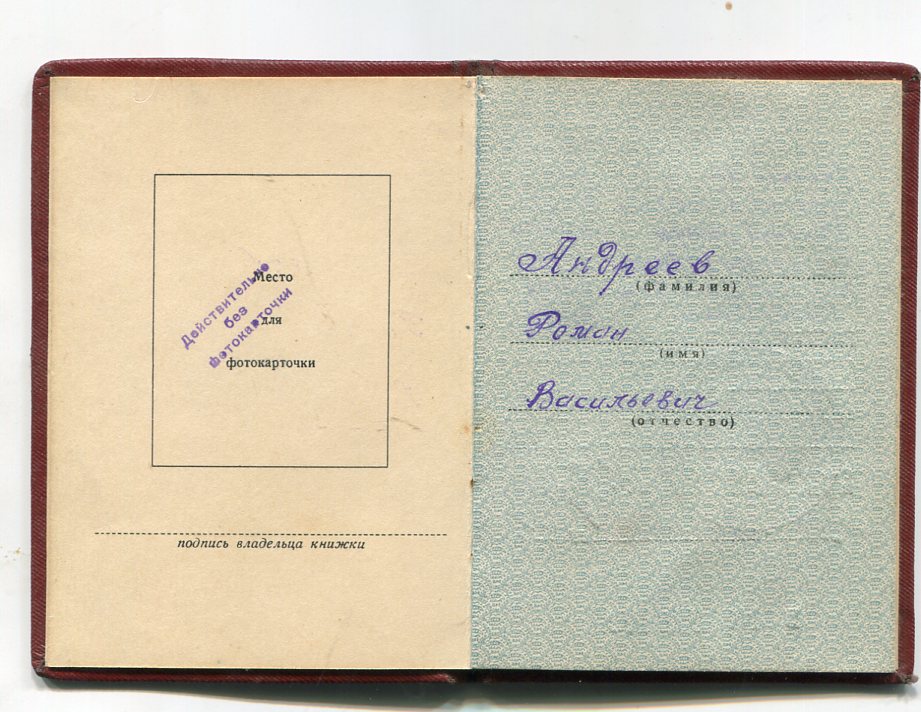 Место
для
фотокарточки
Действительно
без
фотокарточки
подпись владельца книжки
Андреев
(фамилия)
Роман
(имя)
Васильевич
(отчество)